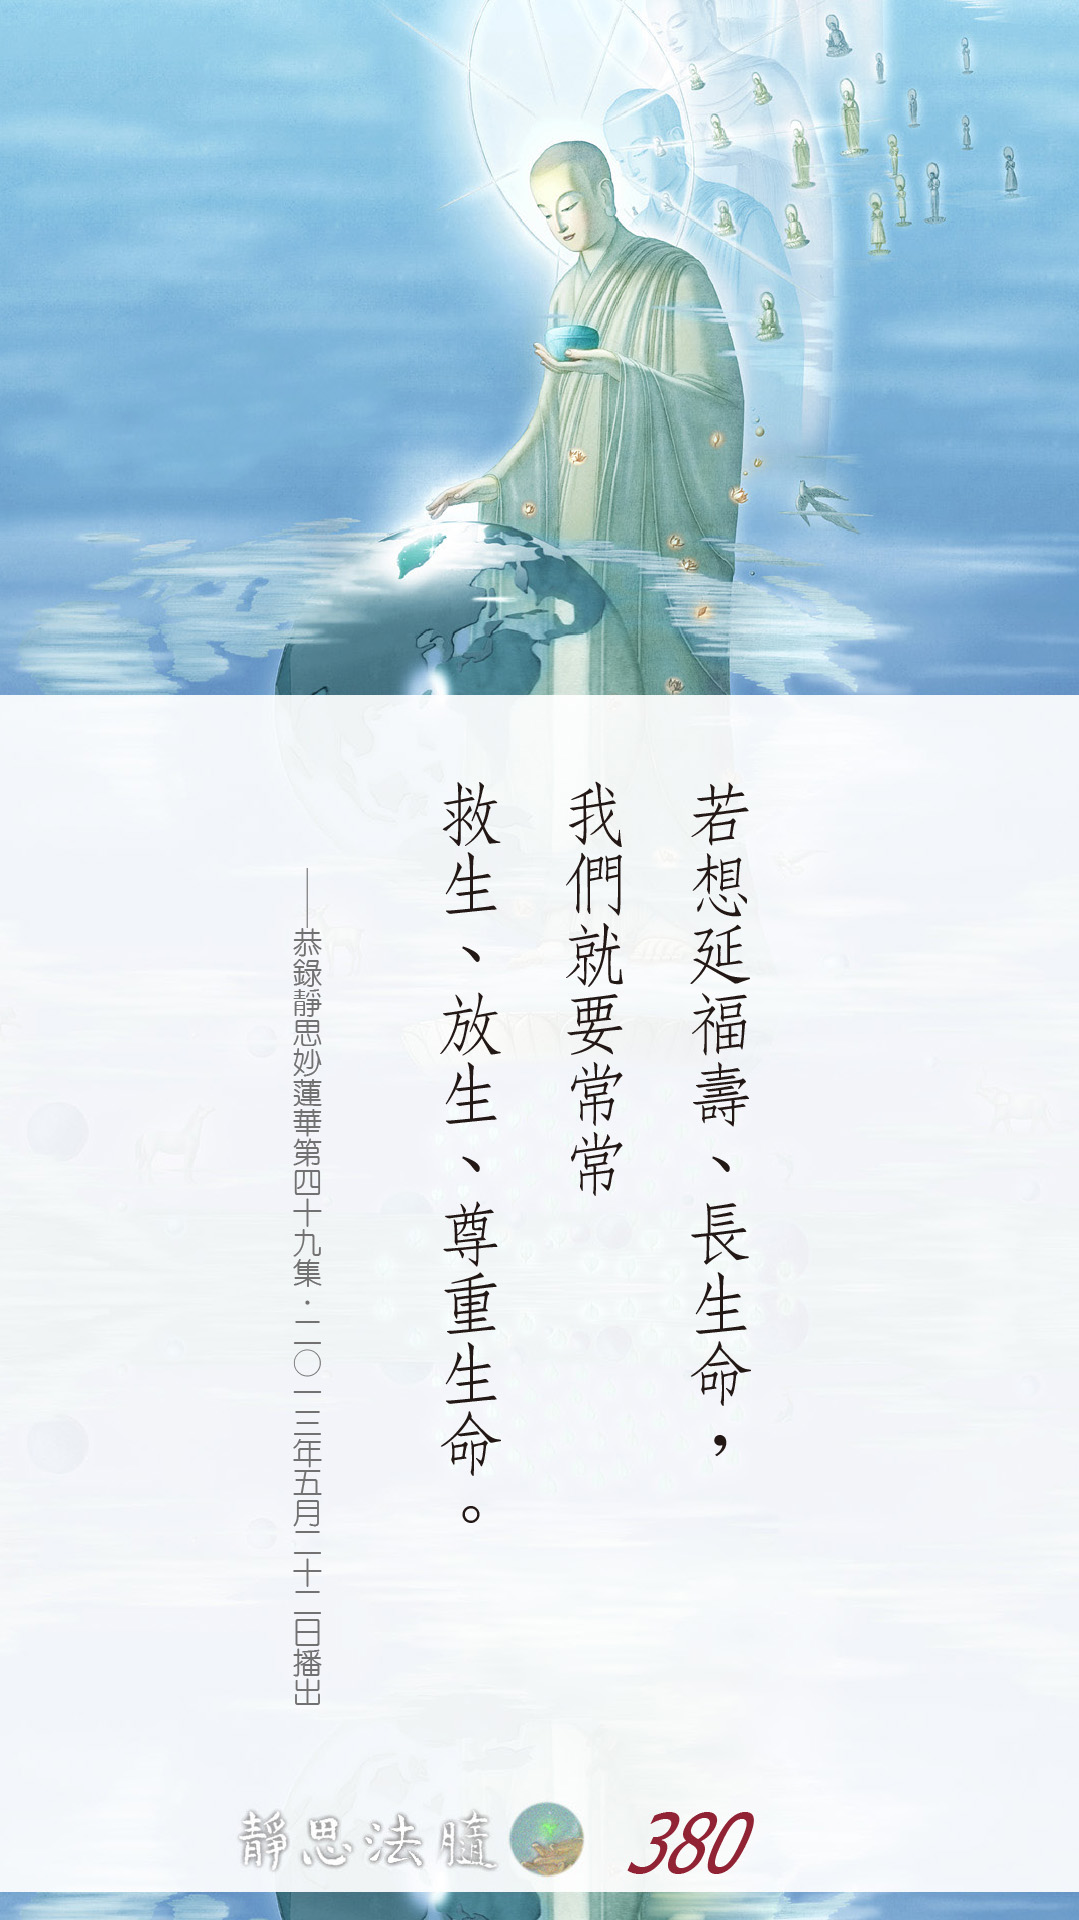 若想延福壽、長生命，
我們就要常常
救生、放生、尊重生命。
——恭錄靜思妙蓮華第四十九集．二〇一三年五月二十二日播出
靜思法髓 380